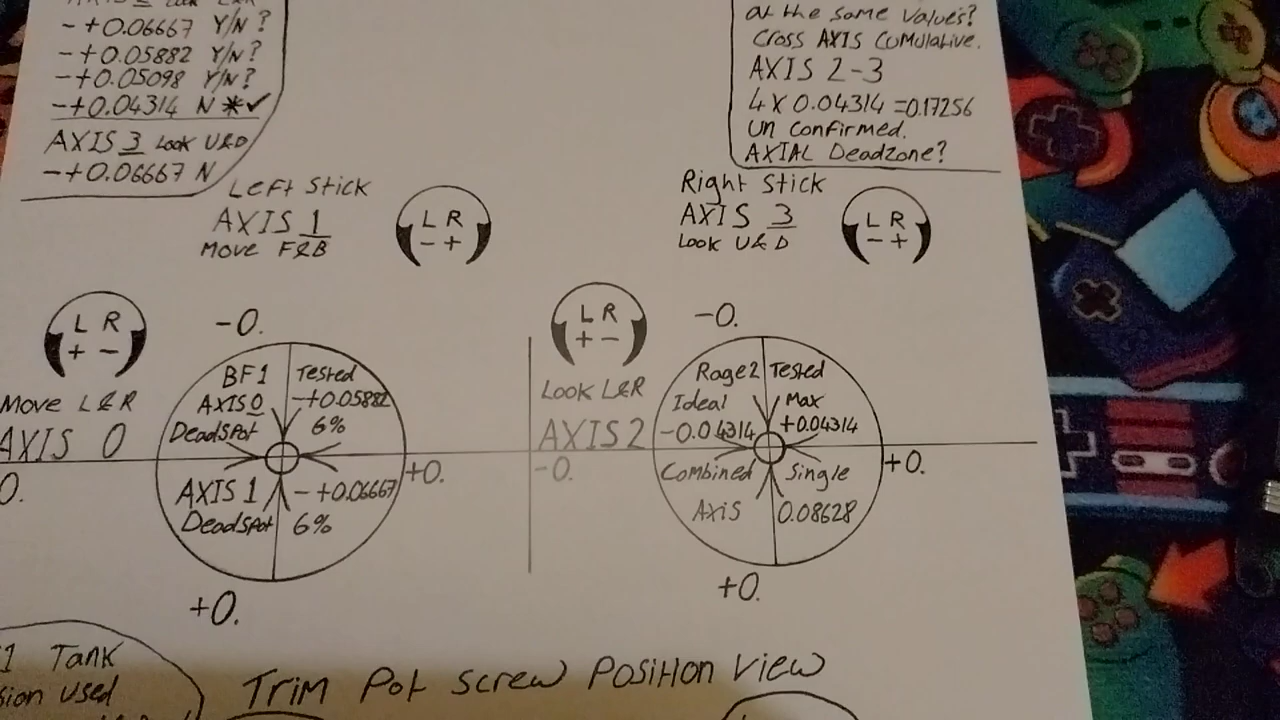 -+0.06667 Y/N?
-+0.05882 Y/N?
-+0.05098 Y/N?
-+0.04314 N *✓
AXIS 3 Look U&D
-+0.06667 N
at the same values?
Cross AXIS Cumulative.
AXIS 2-3
4 X 0.04314 =0.17256
Un confirmed.
AXIAL Deadzone?
Left Stick
AXIS 1
Move F&B
L R
- +
Right Stick
AXIS 3
Look U&D
L R
- +
L R
+ -
Move L&R
AXIS 0
0.
-0.
BF1
AXIS 0
DeadSpot
Tested
-+0.05882
6%
AXIS 1
DeadSpot
-+0.06667
6%
+0.
+0.
L R
+ -
Look L&R
AXIS 2
-0.
-0.
Rage2
Ideal
-0.04314
Tested
Max
+0.04314
Combined
Axis
Single
0.08628
+0.
+0.
1 Tank
sion used
Trim Pot Screw Position View